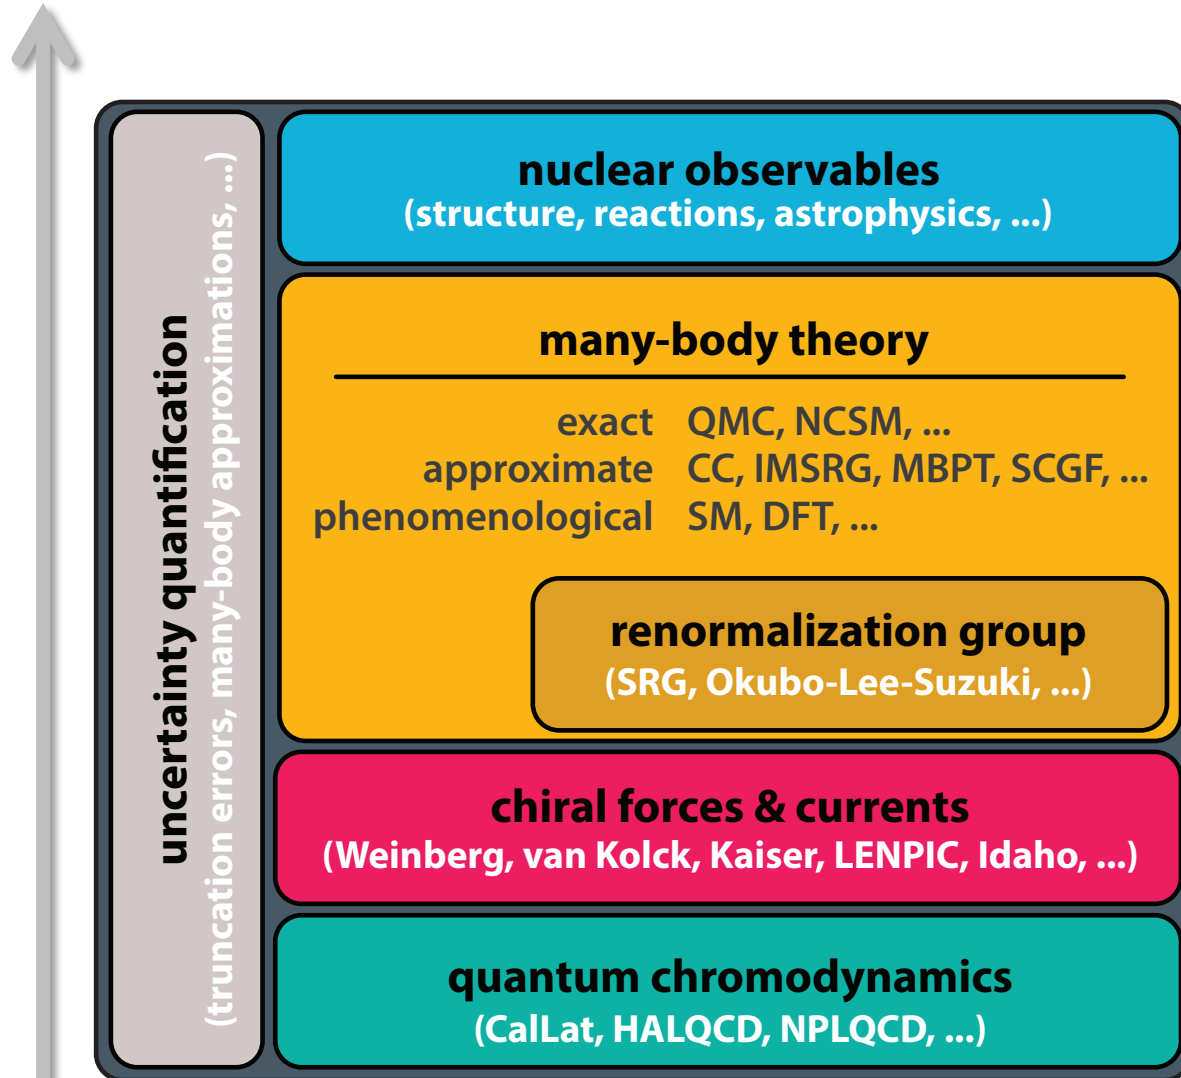 uncertainty quantification
(truncation errors, many-body approximations, ...)
nuclear observables
(structure, reactions, astrophysics, ...)
many-body theory
exact QMC, NCSM, ...
approximate CC, IMSRG, MBPT, SCGF, ...
phenomenological SM, DFT, ...
renormalization group
(SRG, Okubo-Lee-Suzuki, ...)
chiral forces & currents
(Weinberg, van Kolck, Kaiser, LENPIC, Idaho, ...)
quantum chromodynamics
(CalLat, HALQCD, NPLQCD, ...)